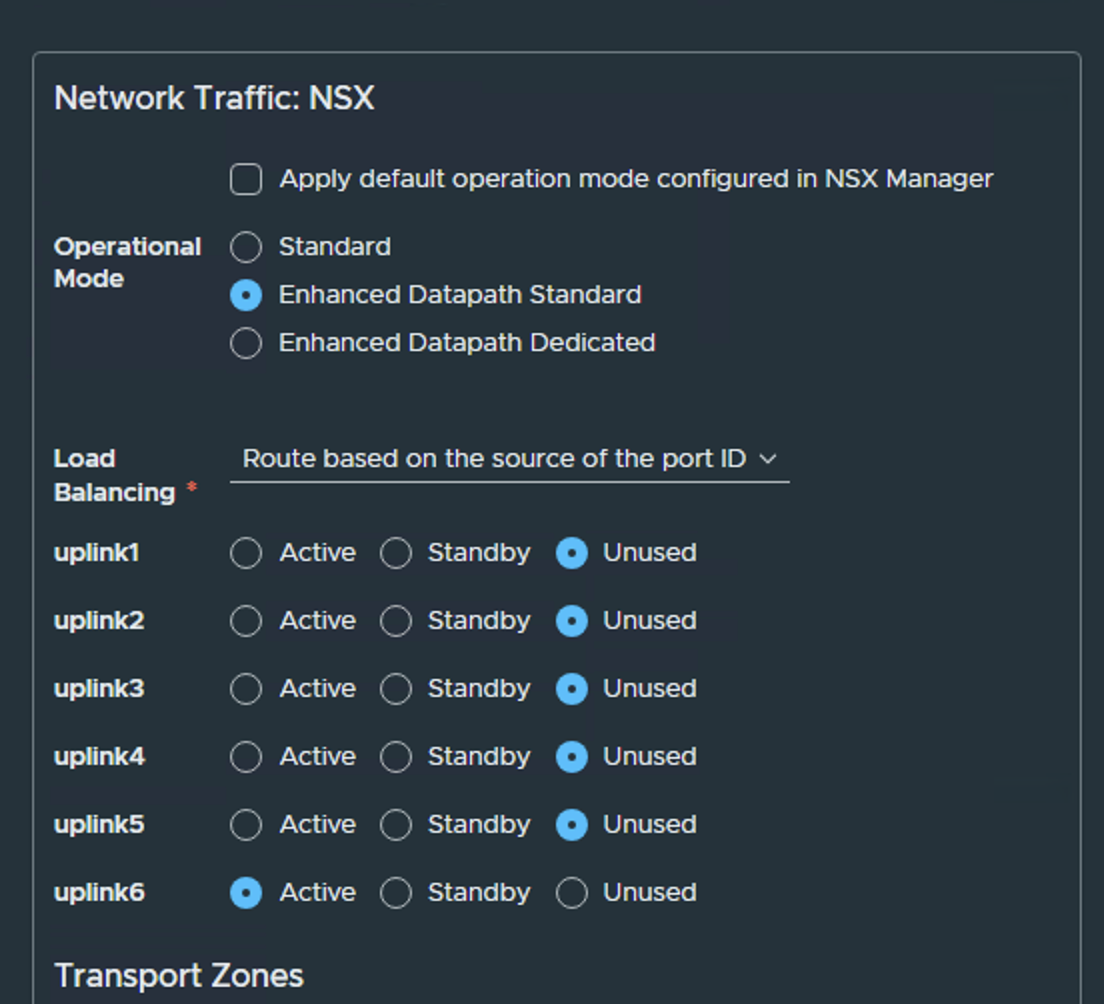 Network Traffic: NSX
Apply default operation mode configured in NSX Manager
Operational Mode
Standard
Enhanced Datapath Standard
Enhanced Datapath Dedicated
Load Balancing *
Route based on the source of the port ID
uplink1 Active Standby Unused
uplink2 Active Standby Unused
uplink3 Active Standby Unused
uplink4 Active Standby Unused
uplink5 Active Standby Unused
uplink6 Active Standby Unused
Transport Zones